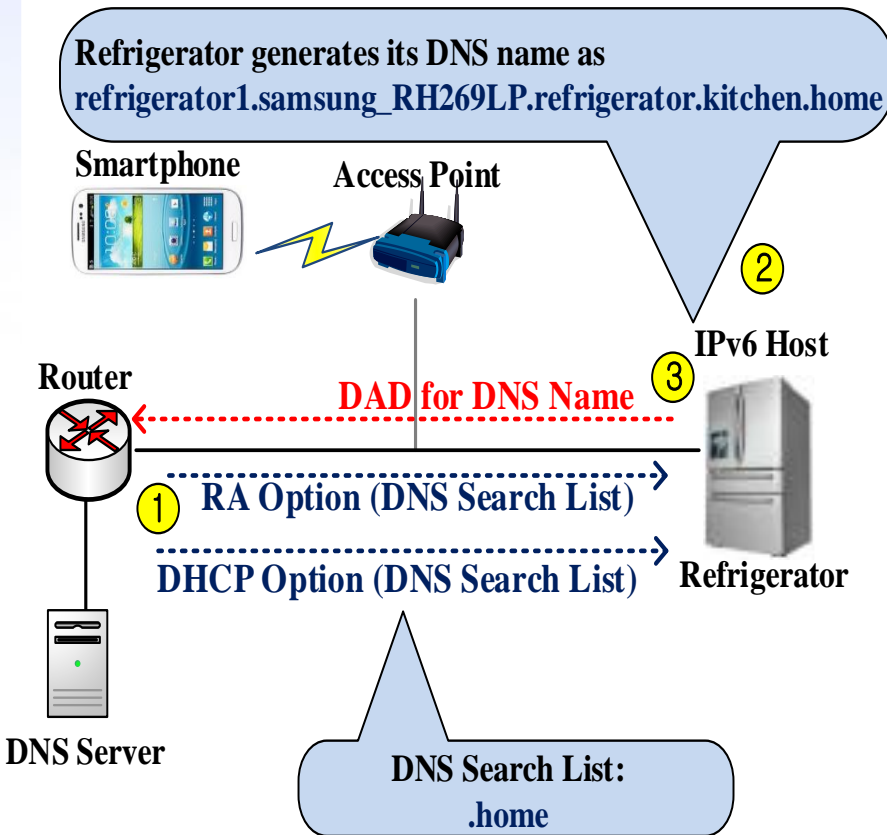 Refrigerator generates its DNS name as
refrigerator1.samsung_RH269LP.refrigerator.kitchen.home
Smartphone
Access Point
2
IPv6 Host
Router
3
DAD for DNS Name
1
RA Option (DNS Search List)
DHCP Option (DNS Search List)
Refrigerator
DNS Server
DNS Search List:
.home